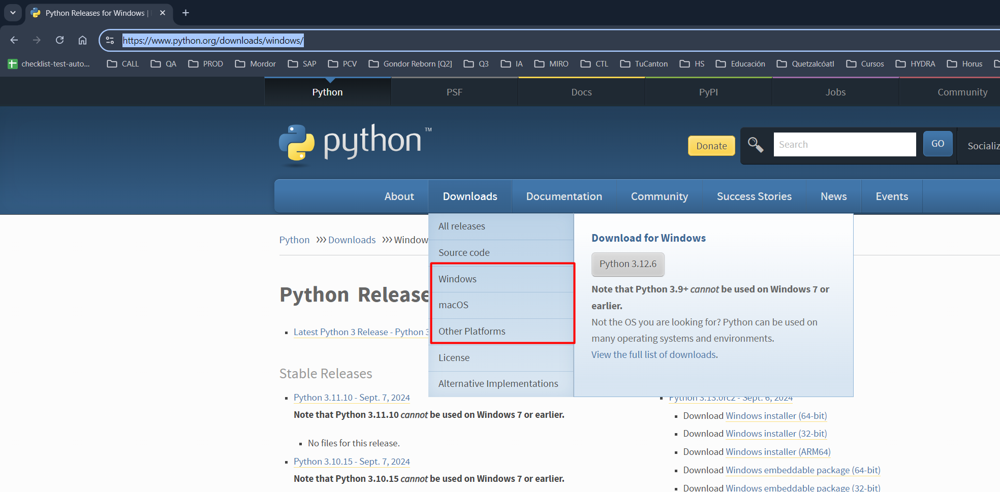 Python Releases for Windows |
https://www.python.org/downloads/windows/
checklist-test-auto...
CALL
QA
PROD
Mordor
SAP
PCV
Gondor Reborn [Q2]
Q3
IA
MIRO
CTL
TuCanton
HS
Educación
Quetzalcóatl
Cursos
HYDRA
Horus
Python
PSF
Docs
PyPI
Jobs
Community
python™
Donate
Search
GO
Socializ
About
Downloads
Documentation
Community
Success Stories
News
Events
All releases
Source code
Windows
macOS
Other Platforms
License
Alternative Implementations
Download for Windows
Python 3.12.6
Note that Python 3.9+ cannot be used on Windows 7 or
earlier.
Not the OS you are looking for? Python can be used on
many operating systems and environments.
View the full list of downloads.
Python >>> Downloads >>> Window
Python Release
Latest Python 3 Release - Python 3
Stable Releases
Python 3.11.10 - Sept. 7, 2024
Note that Python 3.11.10 cannot be used on Windows 7 or earlier.
No files for this release.
Python 3.10.15 - Sept. 7, 2024
Note that Python 3.10.15 cannot be used on Windows 7 or earlier.
Python 3.13.0rc2 - Sept. 6, 2024
Download Windows installer (64-bit)
Download Windows installer (32-bit)
Download Windows installer (ARM64)
Download Windows embeddable package (64-bit)
Download Windows embeddable package (32-bit)